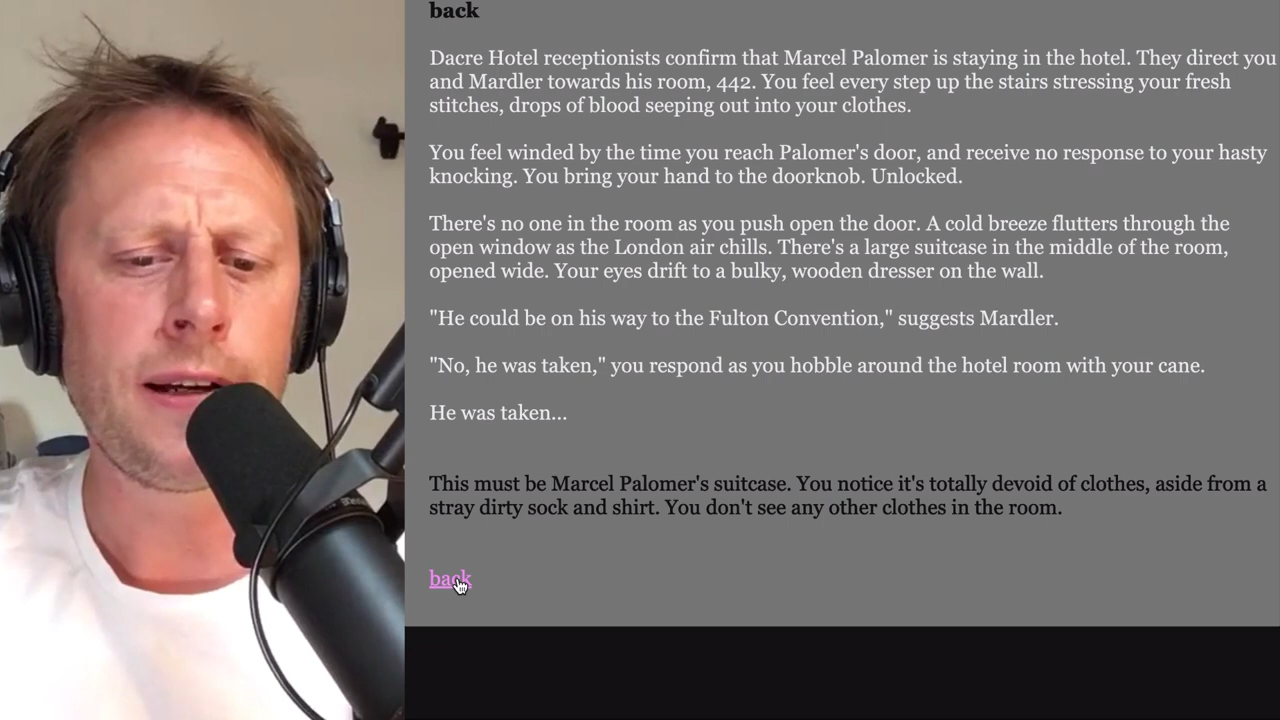 back
Dacre Hotel receptionists confirm that Marcel Palomer is staying in the hotel. They direct you
and Mardler towards his room, 442. You feel every step up the stairs stressing your fresh
stitches, drops of blood seeping out into your clothes.
You feel winded by the time you reach Palomer's door, and receive no response to your hasty
knocking. You bring your hand to the doorknob. Unlocked.
There's no one in the room as you push open the door. A cold breeze flutters through the
open window as the London air chills. There's a large suitcase in the middle of the room,
opened wide. Your eyes drift to a bulky, wooden dresser on the wall.
"He could be on his way to the Fulton Convention," suggests Mardler.
"No, he was taken," you respond as you hobble around the hotel room with your cane.
He was taken...
This must be Marcel Palomer's suitcase. You notice it's totally devoid of clothes, aside from a
stray dirty sock and shirt. You don't see any other clothes in the room.
back